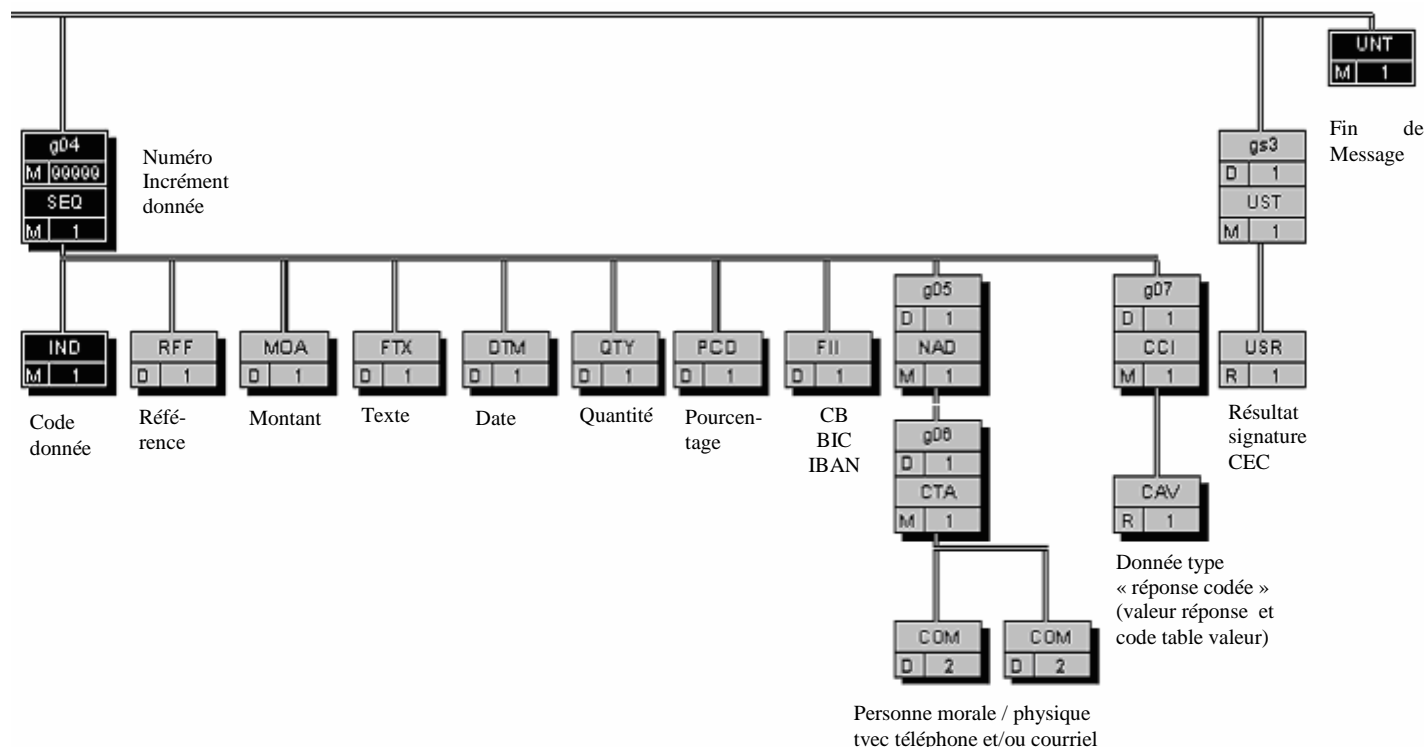 UNT
M 1
Fin de
Message
g04
M 99999
SEQ
M 1
Numéro
Incrément
donnée
gs3
D 1
UST
M 1
IND
M 1
Code
donnée
RFF
D 1
Réfé-
rence
MOA
D 1
Montant
FTX
D 1
Texte
DTM
D 1
Date
QTY
D 1
Quantité
PCD
D 1
Pourcen-
tage
FII
D 1
CB
BIC
IBAN
g05
D 1
NAD
M 1
g06
D 1
CTA
M 1
COM
D 2
COM
D 2
Personne morale / physique
tvec téléphone et/ou courriel
g07
D 1
CCI
M 1
CAV
R 1
Donnée type
« réponse codée »
(valeur réponse et
code table valeur)
USR
R 1
Résultat
signature
CEC